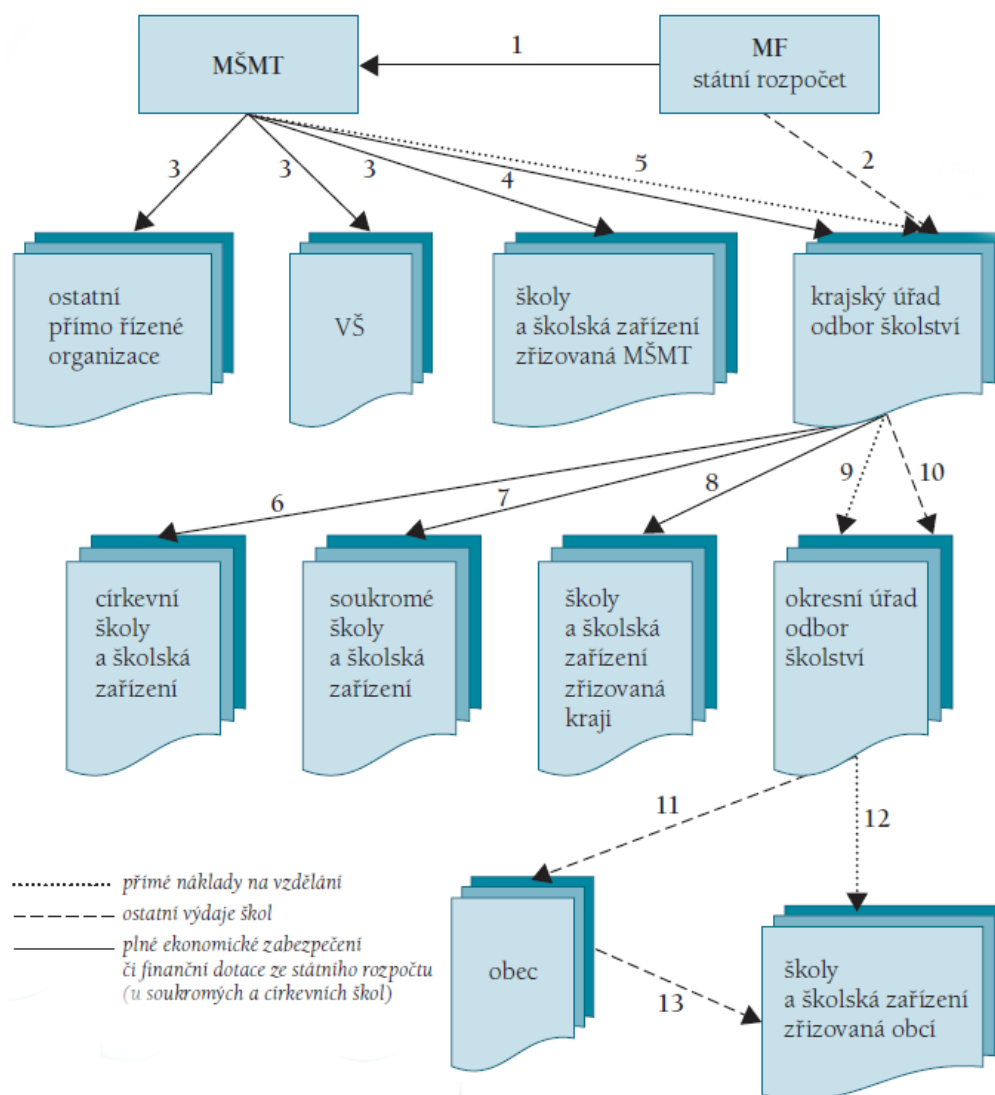 MŠMT
1
MF
státní rozpočet
3
3
3
4
5
2
ostatní
přímo řízené
organizace
VŠ
školy
a školská zařízení
zřizovaná MŠMT
krajský úřad
odbor školství
6
7
8
9
10
církevní
školy
a školská
zařízení
soukromé
školy
a školská
zařízení
školy
a školská
zařízení
zřizovaná
kraji
okresní úřad
odbor
školství
11
12
přímé náklady na vzdělání
ostatní výdaje škol
plné ekonomické zabezpečení
či finanční dotace ze státního rozpočtu
(u soukromých a církevních škol)
obec
13
školy
a školská zařízení
zřizovaná obcí